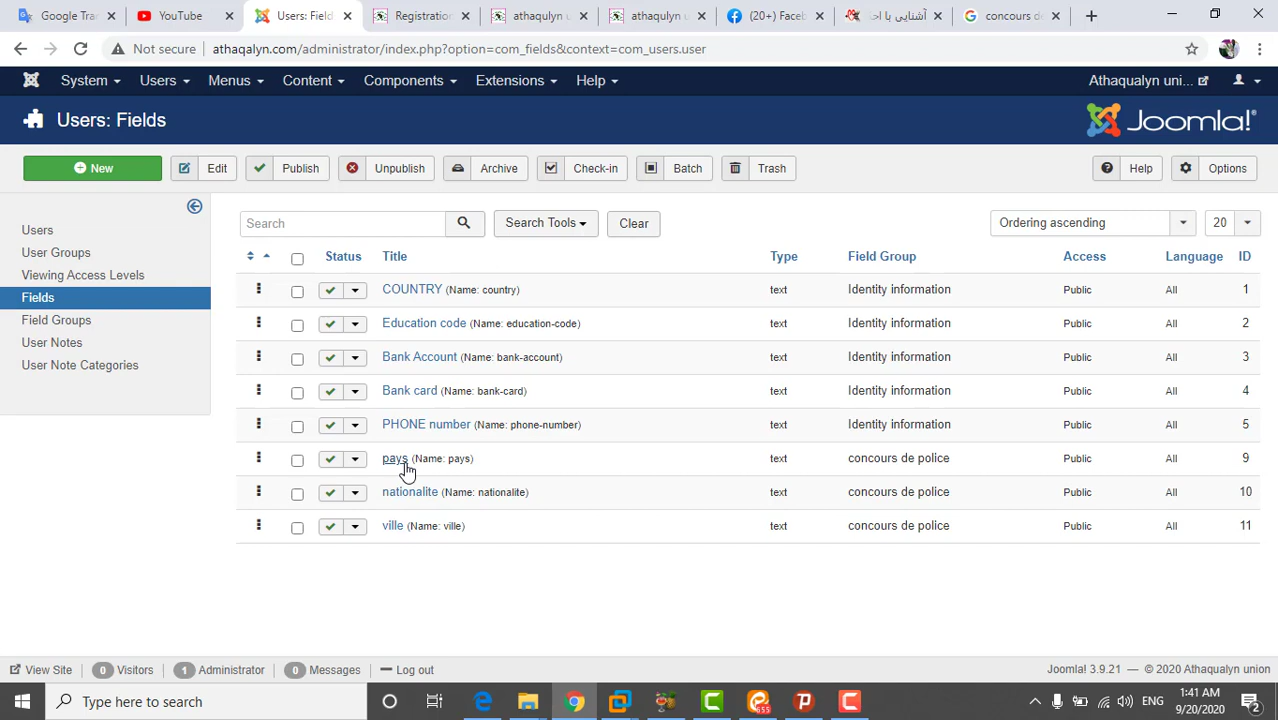 Google Tra
YouTube
Users: Field
Registration
athaqulyn u
athaqulyn u
(20+) Faceb
آشنایی با احا
concours de
Not secure
athaqalyn.com/administrator/index.php?option=com_fields&context=com_users.user
System
Users
Menus
Content
Components
Extensions
Help
Athaqalyn uni...
Users: Fields
Joomla!
New
Edit
Publish
Unpublish
Archive
Check-in
Batch
Trash
Help
Options
Users
User Groups
Viewing Access Levels
Fields
Field Groups
User Notes
User Note Categories
Search
Search Tools
Clear
Ordering ascending
20
Status Title Type Field Group Access Language ID
COUNTRY (Name: country) text Identity information Public All 1
Education code (Name: education-code) text Identity information Public All 2
Bank Account (Name: bank-account) text Identity information Public All 3
Bank card (Name: bank-card) text Identity information Public All 4
PHONE number (Name: phone-number) text Identity information Public All 5
pays (Name: pays) text concours de police Public All 9
nationalite (Name: nationalite) text concours de police Public All 10
ville (Name: ville) text concours de police Public All 11
View Site 0 Visitors 1 Administrator 0 Messages Log out
Joomla! 3.9.21 — © 2020 Athaqalyn union
Type here to search
655
ENG
1:41 AM
9/20/2020
2